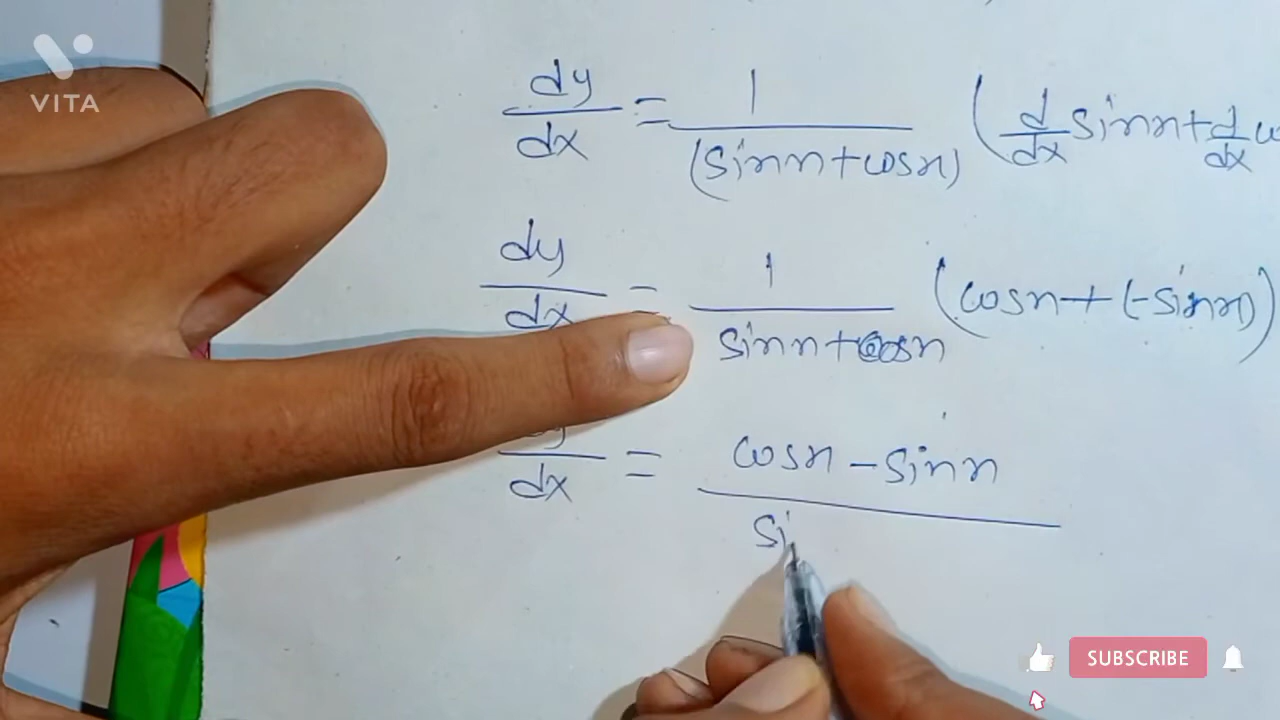 VITA
dy/dx = 1/(sinx+cosx) (d/dx sinx+d/dx co
dy/dx = 1/sinx+cosx (cosx+(-sinx))
dx = cosx-sinx/si
SUBSCRIBE